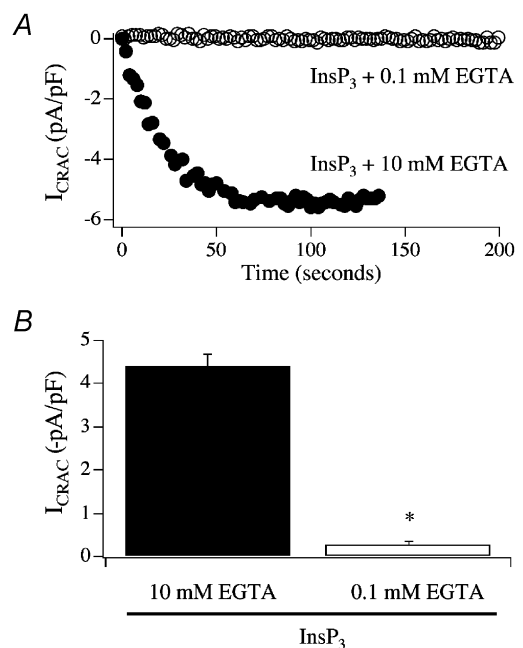 A
0
-2
-4
-6
I_CRAC (pA/pF)
InsP₃ + 0.1 mM EGTA
InsP₃ + 10 mM EGTA
0 50 100 150 200
Time (seconds)
B
5
4
3
2
1
0
I_CRAC (-pA/pF)
*
10 mM EGTA 0.1 mM EGTA
InsP₃